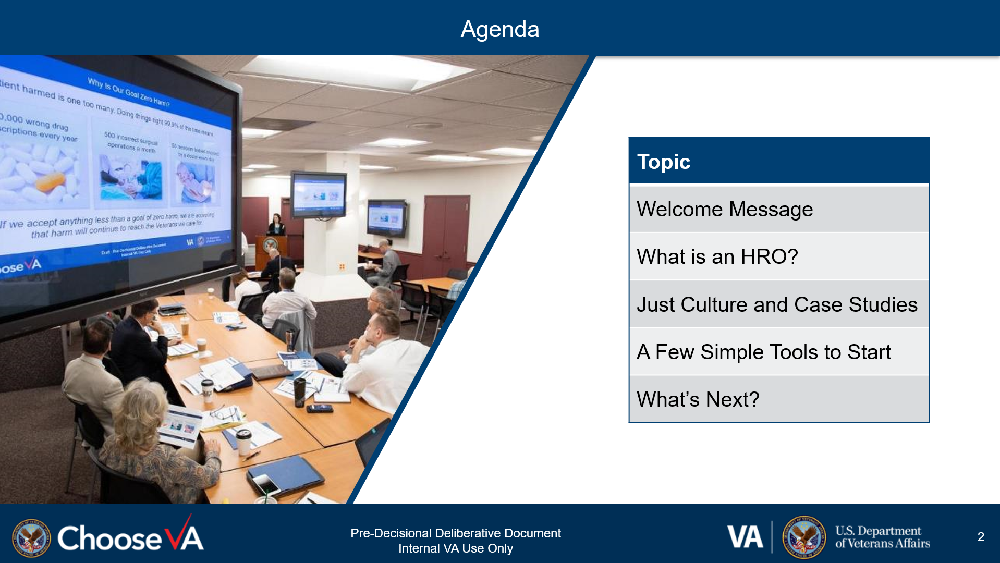 Agenda
Why Is Our Goal Zero Harm?
tient harmed is one too many. Doing things right 99.9% of the time means
0,000 wrong drug
scriptions every year
500 incorrect surgical
operations a month
50 newborn babies dropped
by a doctor every day
If we accept anything less than a goal of zero harm, we are accepting
that harm will continue to reach the Veterans we care for.
Draft - Pre-Decisional Deliberative Document
Internal VA Use Only
VA
oose VA
Topic
Welcome Message
What is an HRO?
Just Culture and Case Studies
A Few Simple Tools to Start
What’s Next?
Choose VA
Pre-Decisional Deliberative Document
Internal VA Use Only
VA
U.S. Department
of Veterans Affairs
2